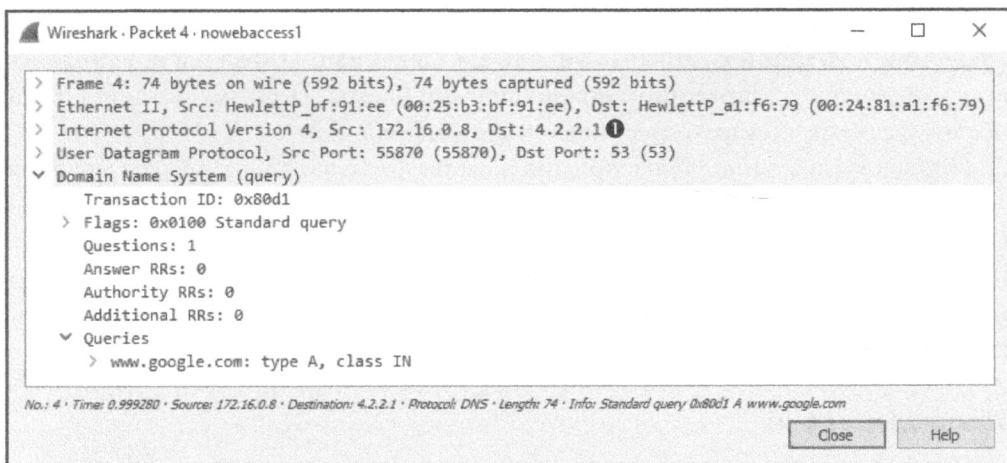 Wireshark · Packet 4 · nowebaccess1
> Frame 4: 74 bytes on wire (592 bits), 74 bytes captured (592 bits)
> Ethernet II, Src: HewlettP_bf:91:ee (00:25:b3:bf:91:ee), Dst: HewlettP_a1:f6:79 (00:24:81:a1:f6:79)
> Internet Protocol Version 4, Src: 172.16.0.8, Dst: 4.2.2.1 ❶
> User Datagram Protocol, Src Port: 55870 (55870), Dst Port: 53 (53)
Domain Name System (query)
Transaction ID: 0x80d1
> Flags: 0x0100 Standard query
Questions: 1
Answer RRs: 0
Authority RRs: 0
Additional RRs: 0
Queries
> www.google.com: type A, class IN
No.: 4 · Time: 0.999280 · Source: 172.16.0.8 · Destination: 4.2.2.1 · Protocol: DNS · Length: 74 · Info: Standard query 0x80d1 A www.google.com
Close Help